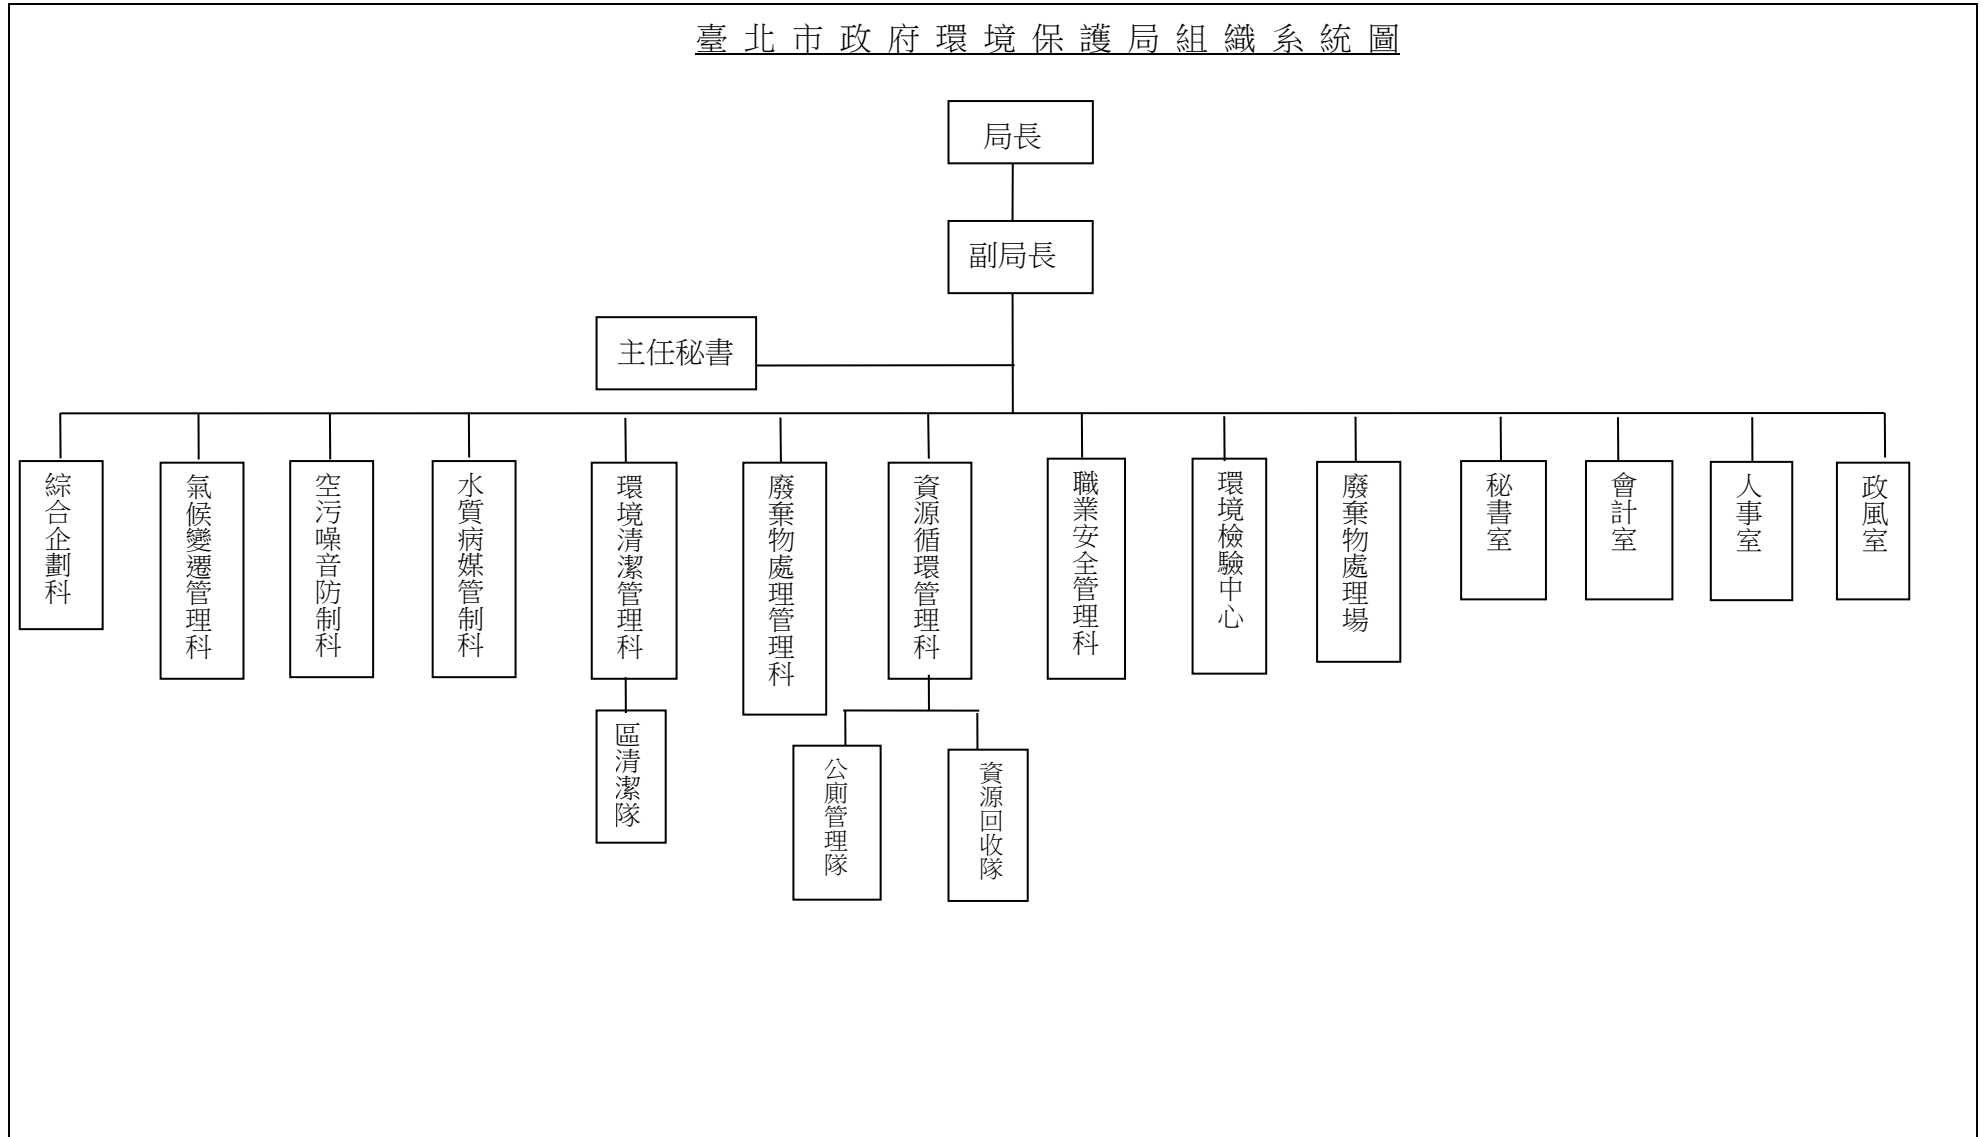 臺北市政府環境保護局組織系統圖
局長
副局長
主任秘書
綜合企劃科
氣候變遷管理科
空污噪音防制科
水質病媒管制科
環境清潔管理科
廢棄物處理管理科
資源循環管理科
職業安全管理科
環境檢驗中心
廢棄物處理場
秘書室
會計室
人事室
政風室
區清潔隊
公廁管理隊
資源回收隊